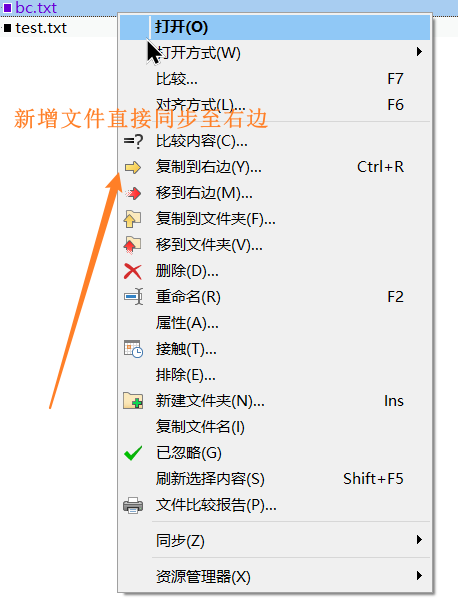 bc.txt
test.txt
打开(O)
打开方式(W)
比较... F7
对齐方式(L)... F6
新增文件直接同步至右边
比较内容(C)...
复制到右边(Y)... Ctrl+R
移到右边(M)...
复制到文件夹(F)...
移到文件夹(V)...
删除(D)...
重命名(R) F2
属性(A)...
接触(T)...
排除(E)...
新建文件夹(N)... Ins
复制文件名(I)
已忽略(G)
刷新选择内容(S) Shift+F5
文件比较报告(P)...
同步(Z)
资源管理器(X)